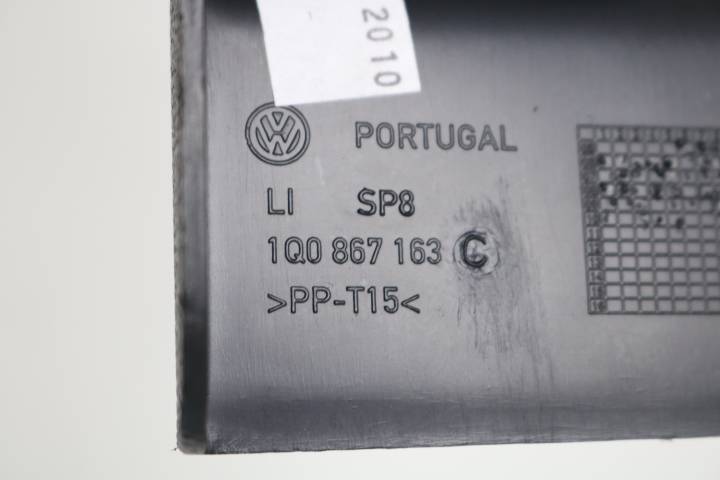 2010
PORTUGAL
LI SP8
1Q0 867 163 C
>PP-T15<